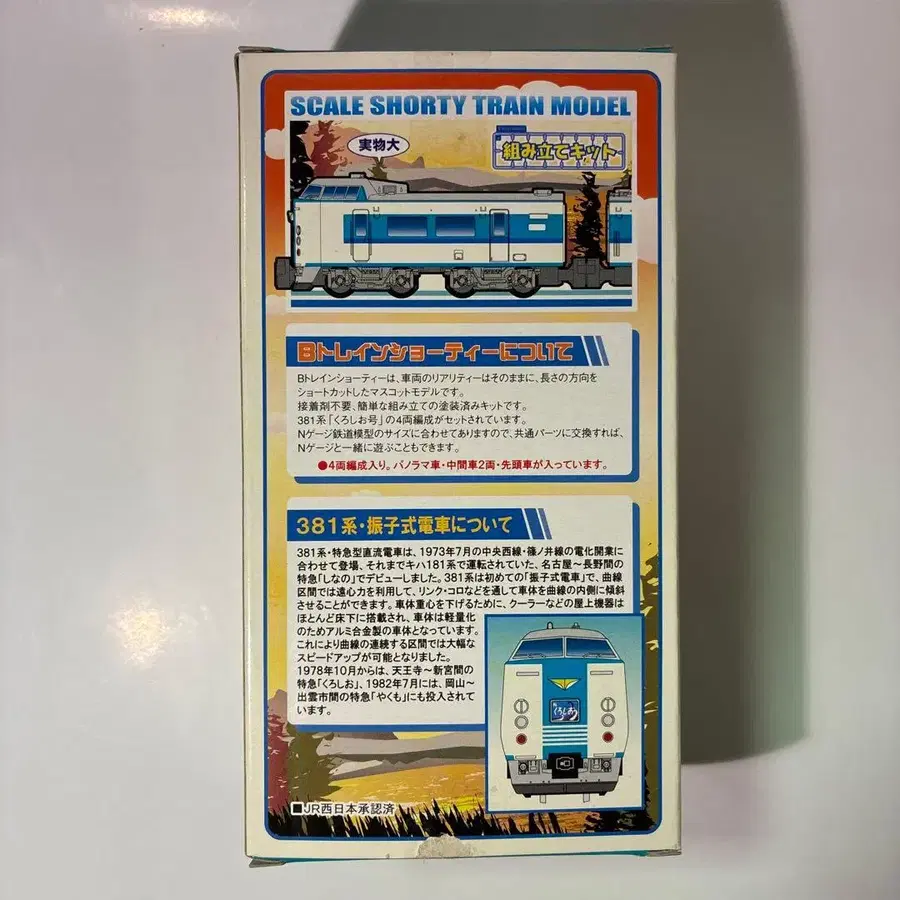 SCALE SHORTY TRAIN MODEL
実物大
組み立てキット
Bトレインショーティーについて
Bトレインショーティーは、車両のリアリティーはそのままに、長さの方向を
ショートカットしたマスコットモデルです。
接着剤不要、簡単な組み立ての塗装済みキットです。
381系「くろしお号」の4両編成がセットされています。
Nゲージ鉄道模型のサイズに合わせてありますので、共通パーツに交換すれば、
Nゲージと一緒に遊ぶこともできます。
●4両編成入り。パノラマ車・中間車2両・先頭車が入っています。
381系・振子式電車について
381系・特急型直流電車は、1973年7月の中央西線・篠ノ井線の電化開業に
合わせて登場、それまでキハ181系で運転されていた、名古屋～長野間の
特急「しなの」でデビューしました。381系は初めての「振子式電車」で、曲線
区間では遠心力を利用して、リンク・コロなどを通して車体を曲線の内側に傾斜
させることができます。車体重心を下げるために、クーラーなどの屋上機器は
ほとんど床下に搭載され、車体は軽量化
のためアルミ合金製の車体となっています。
これにより曲線の連続する区間では大幅な
スピードアップが可能となりました。
1978年10月からは、天王寺～新宮間の
特急「くろしお」、1982年7月には、岡山～
出雲市間の特急「やくも」にも投入されて
います。
くろしお
■JR西日本承認済